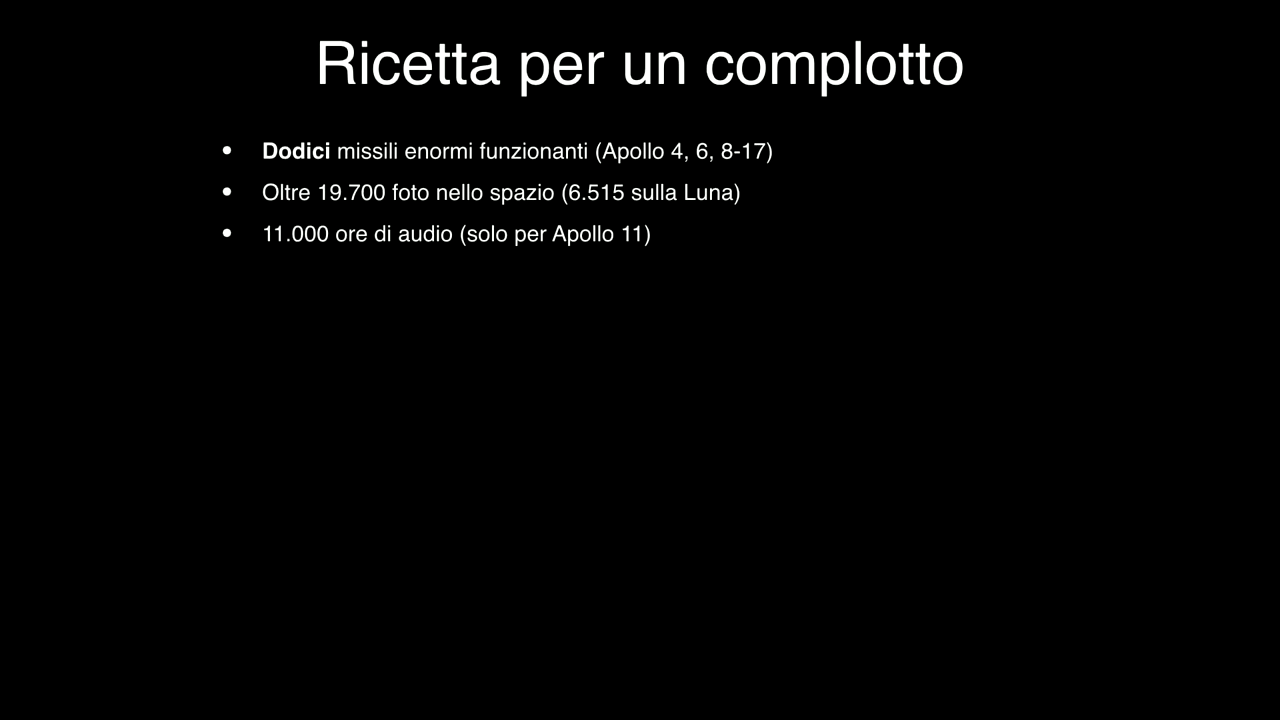 Ricetta per un complotto
• Dodici missili enormi funzionanti (Apollo 4, 6, 8-17)
• Oltre 19.700 foto nello spazio (6.515 sulla Luna)
• 11.000 ore di audio (solo per Apollo 11)